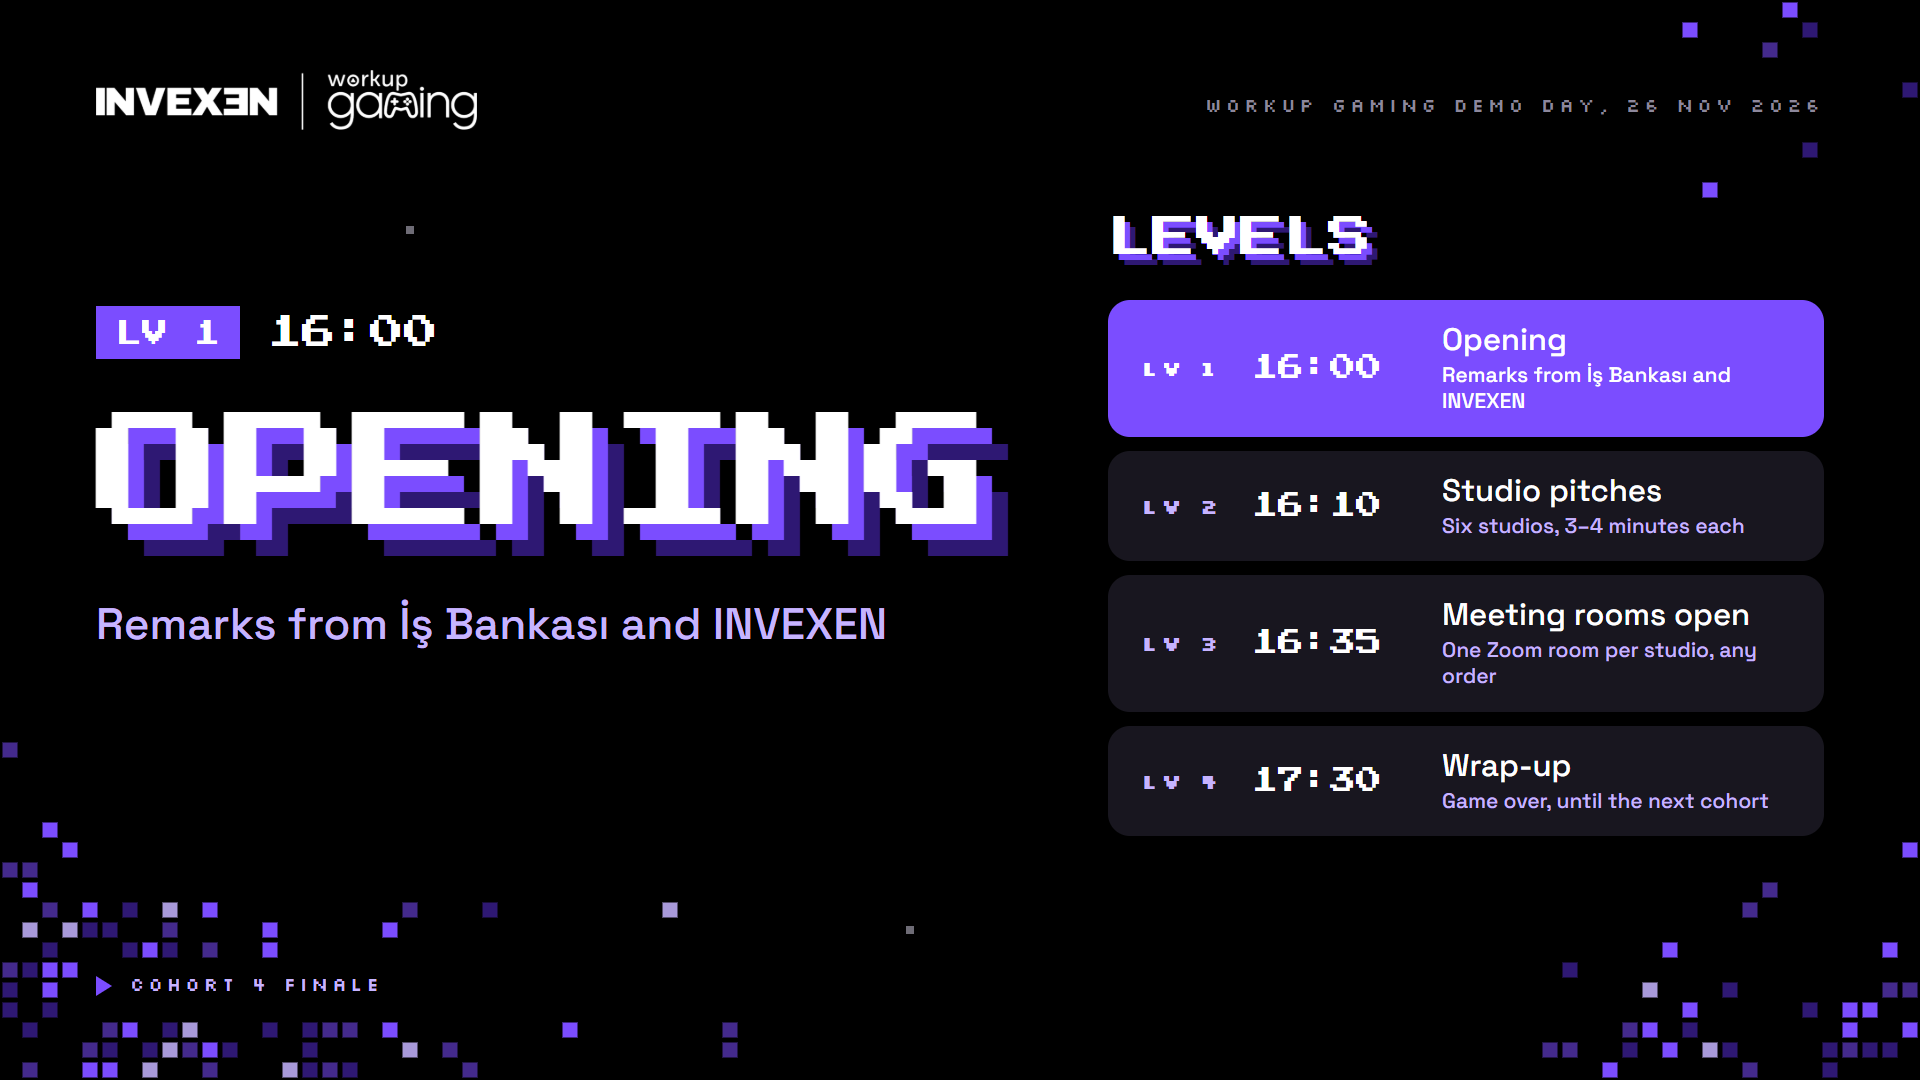 INVEXEN
workup
gaming
WORKUP GAMING DEMO DAY, 26 NOV 2026
LV 1 16:00
OPENING
Remarks from İş Bankası and INVEXEN
LEVELS
LV 1 16:00 Opening
Remarks from İş Bankası and
INVEXEN
LV 2 16:10 Studio pitches
Six studios, 3–4 minutes each
LV 3 16:35 Meeting rooms open
One Zoom room per studio, any
order
LV 4 17:30 Wrap-up
Game over, until the next cohort
COHORT 4 FINALE